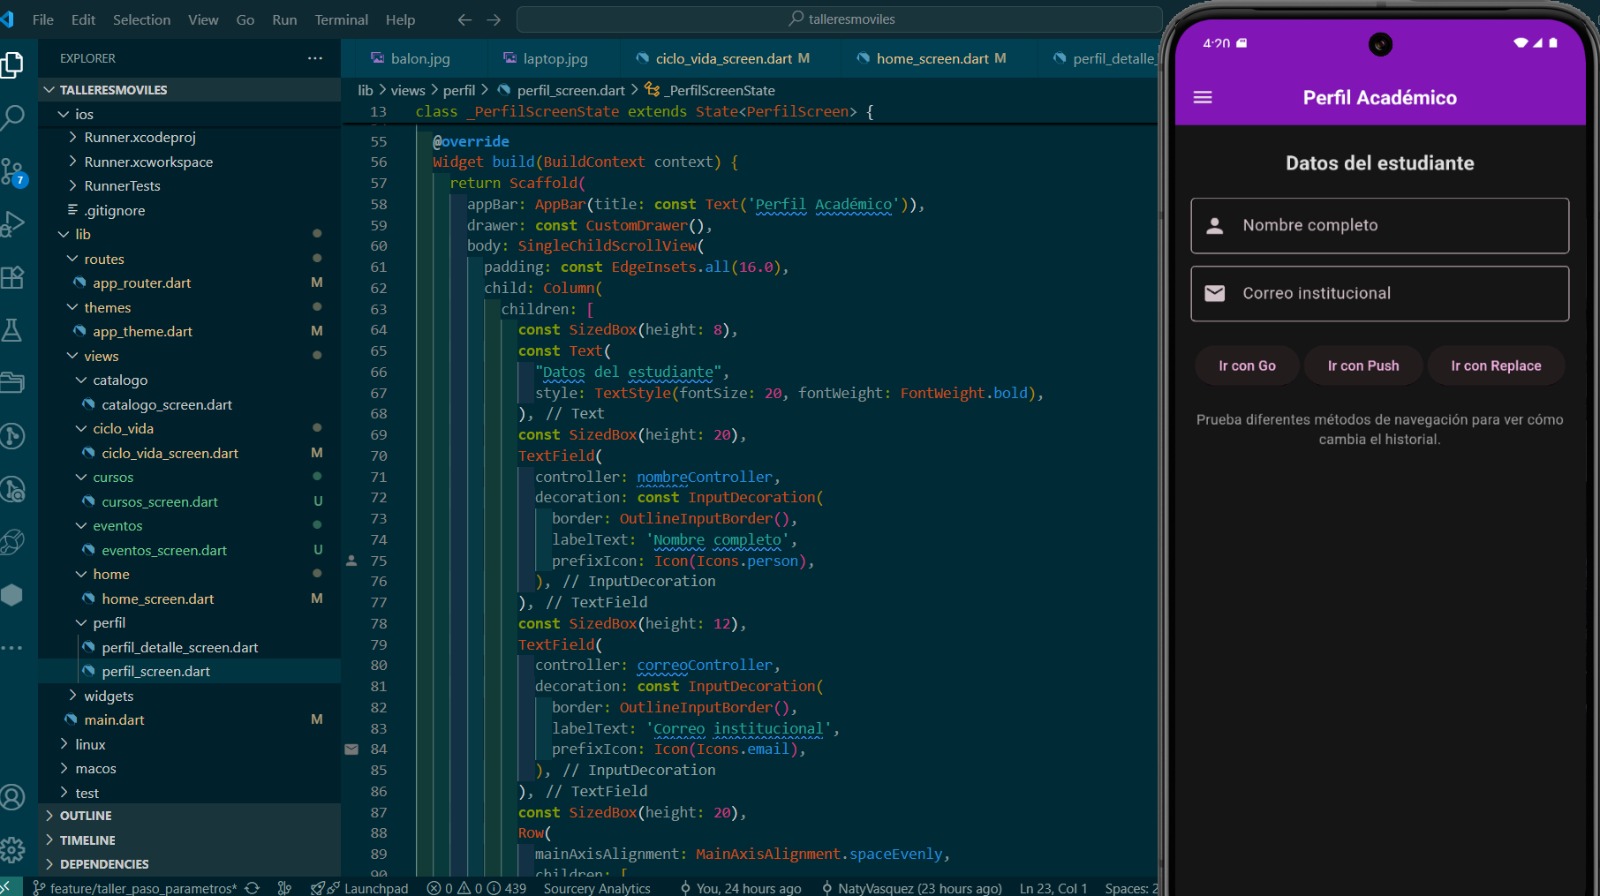 File Edit Selection View Go Run Terminal Help
talleresmoviles
EXPLORER
TALLERESMOVILES
ios
Runner.xcodeproj
Runner.xcworkspace
RunnerTests
.gitignore
lib
routes
app_router.dart M
themes
app_theme.dart M
views
catalogo
catalogo_screen.dart
ciclo_vida
ciclo_vida_screen.dart M
cursos
cursos_screen.dart U
eventos
eventos_screen.dart U
home
home_screen.dart M
perfil
perfil_detalle_screen.dart
perfil_screen.dart
widgets
main.dart M
linux
macos
test
OUTLINE
TIMELINE
DEPENDENCIES
7
balon.jpg laptop.jpg ciclo_vida_screen.dart M home_screen.dart M perfil_detalle_
lib > views > perfil > perfil_screen.dart > _PerfilScreenState
13 class _PerfilScreenState extends State<PerfilScreen> {
55 @override
56 Widget build(BuildContext context) {
57 return Scaffold(
58 appBar: AppBar(title: const Text('Perfil Académico')),
59 drawer: const CustomDrawer(),
60 body: SingleChildScrollView(
61 padding: const EdgeInsets.all(16.0),
62 child: Column(
63 children: [
64 const SizedBox(height: 8),
65 const Text(
66 "Datos del estudiante",
67 style: TextStyle(fontSize: 20, fontWeight: FontWeight.bold),
68 ), // Text
69 const SizedBox(height: 20),
70 TextField(
71 controller: nombreController,
72 decoration: const InputDecoration(
73 border: OutlineInputBorder(),
74 labelText: 'Nombre completo',
75 prefixIcon: Icon(Icons.person),
76 ), // InputDecoration
77 ), // TextField
78 const SizedBox(height: 12),
79 TextField(
80 controller: correoController,
81 decoration: const InputDecoration(
82 border: OutlineInputBorder(),
83 labelText: 'Correo institucional',
84 prefixIcon: Icon(Icons.email),
85 ), // InputDecoration
86 ), // TextField
87 const SizedBox(height: 20),
88 Row(
89 mainAxisAlignment: MainAxisAlignment.spaceEvenly,
90 children: [
feature/taller_paso_parametros* Launchpad 0 0 439 Sourcery Analytics You, 24 hours ago NatyVasquez (23 hours ago) Ln 23, Col 1 Spaces: 2
4:20
Perfil Académico
Datos del estudiante
Nombre completo
Correo institucional
Ir con Go Ir con Push Ir con Replace
Prueba diferentes métodos de navegación para ver cómo
cambia el historial.